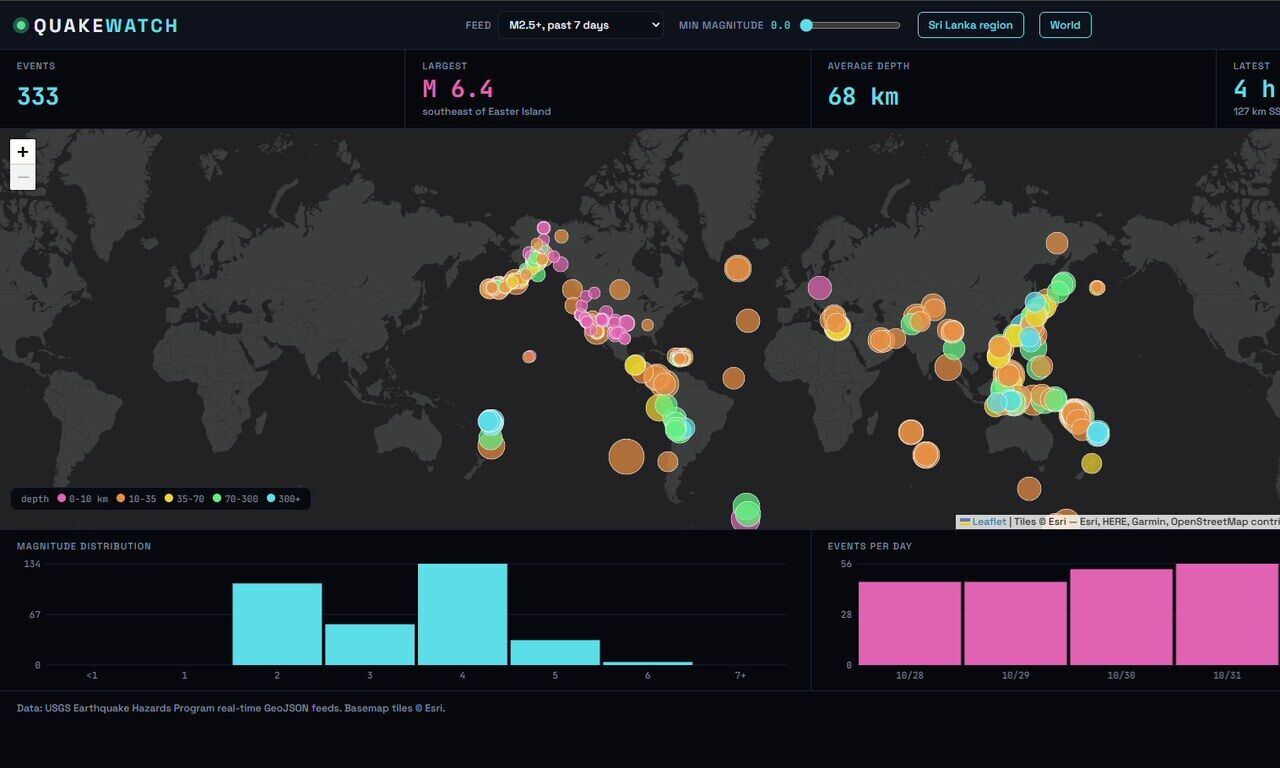 QUAKEWATCH
FEED
M2.5+, past 7 days
MIN MAGNITUDE 0.0
Sri Lanka region
World
EVENTS
333
LARGEST
M 6.4
southeast of Easter Island
AVERAGE DEPTH
68 km
LATEST
4 h
127 km SS
+
−
depth 0-10 km 10-35 35-70 70-300 300+
Leaflet | Tiles © Esri — Esri, HERE, Garmin, OpenStreetMap contri
MAGNITUDE DISTRIBUTION
134
67
0
<1 1 2 3 4 5 6 7+
EVENTS PER DAY
56
28
0
10/28 10/29 10/30 10/31
Data: USGS Earthquake Hazards Program real-time GeoJSON feeds. Basemap tiles © Esri.